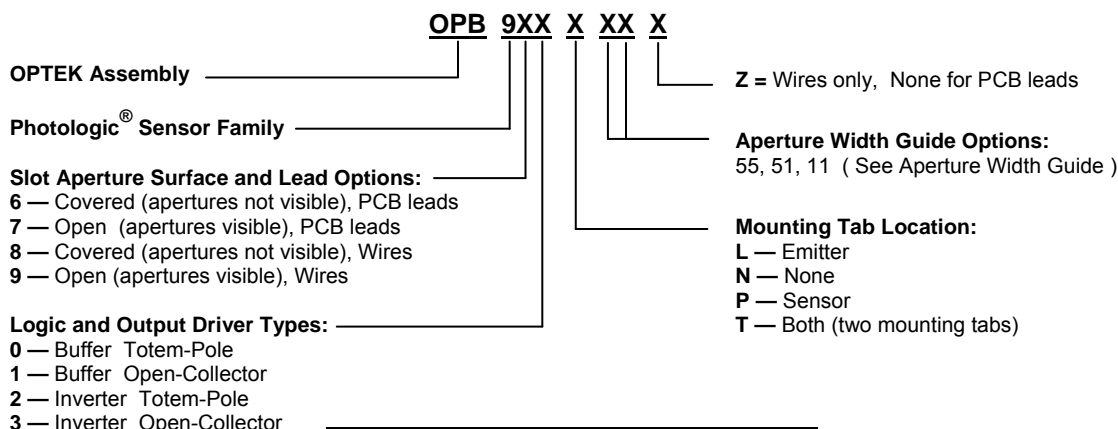 OPB 9XX X XX X
OPTEK Assembly
Photologic® Sensor Family
Slot Aperture Surface and Lead Options:
6 — Covered (apertures not visible), PCB leads
7 — Open (apertures visible), PCB leads
8 — Covered (apertures not visible), Wires
9 — Open (apertures visible), Wires
Logic and Output Driver Types:
0 — Buffer Totem-Pole
1 — Buffer Open-Collector
2 — Inverter Totem-Pole
3 — Inverter Open-Collector
Z = Wires only, None for PCB leads
Aperture Width Guide Options:
55, 51, 11 ( See Aperture Width Guide )
Mounting Tab Location:
L — Emitter
N — None
P — Sensor
T — Both (two mounting tabs)